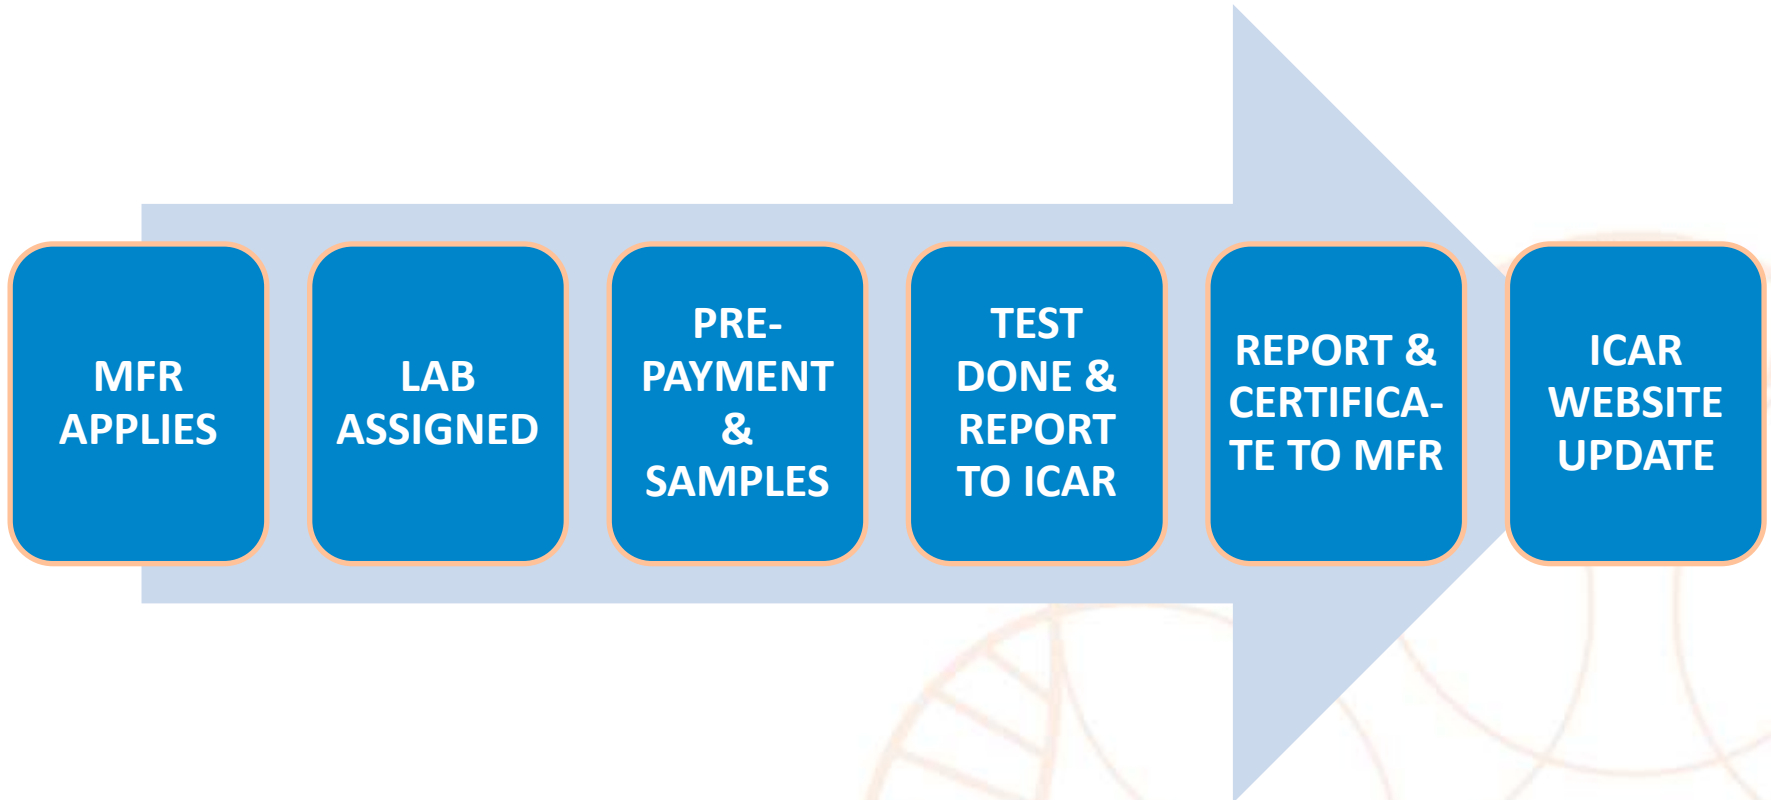 MFR
APPLIES
LAB
ASSIGNED
PRE-
PAYMENT
&
SAMPLES
TEST
DONE &
REPORT
TO ICAR
REPORT &
CERTIFICA-
TE TO MFR
ICAR
WEBSITE
UPDATE